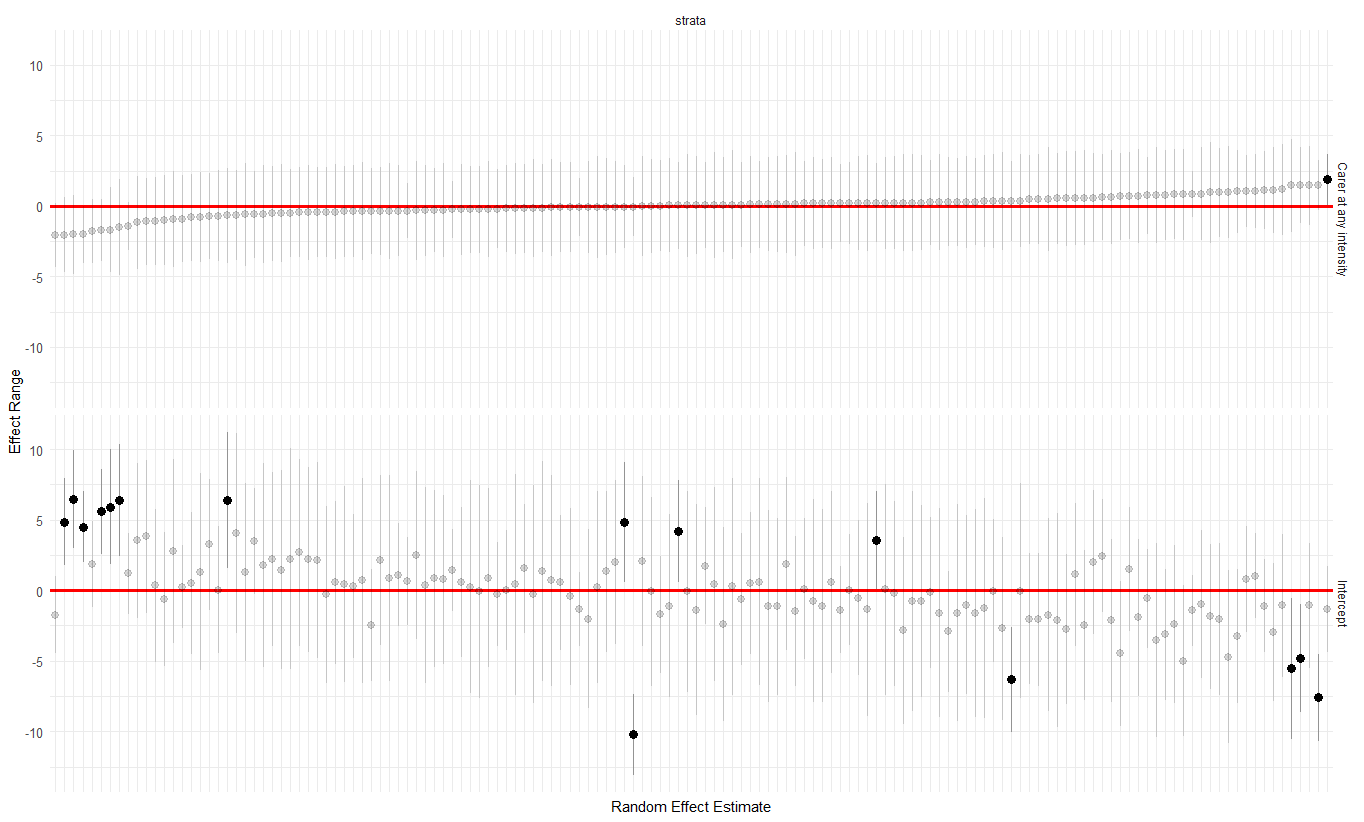 strata
10
5
0
-5
-10
Carer at any intensity
Effect Range
10
5
0
-5
-10
Intercept
Random Effect Estimate